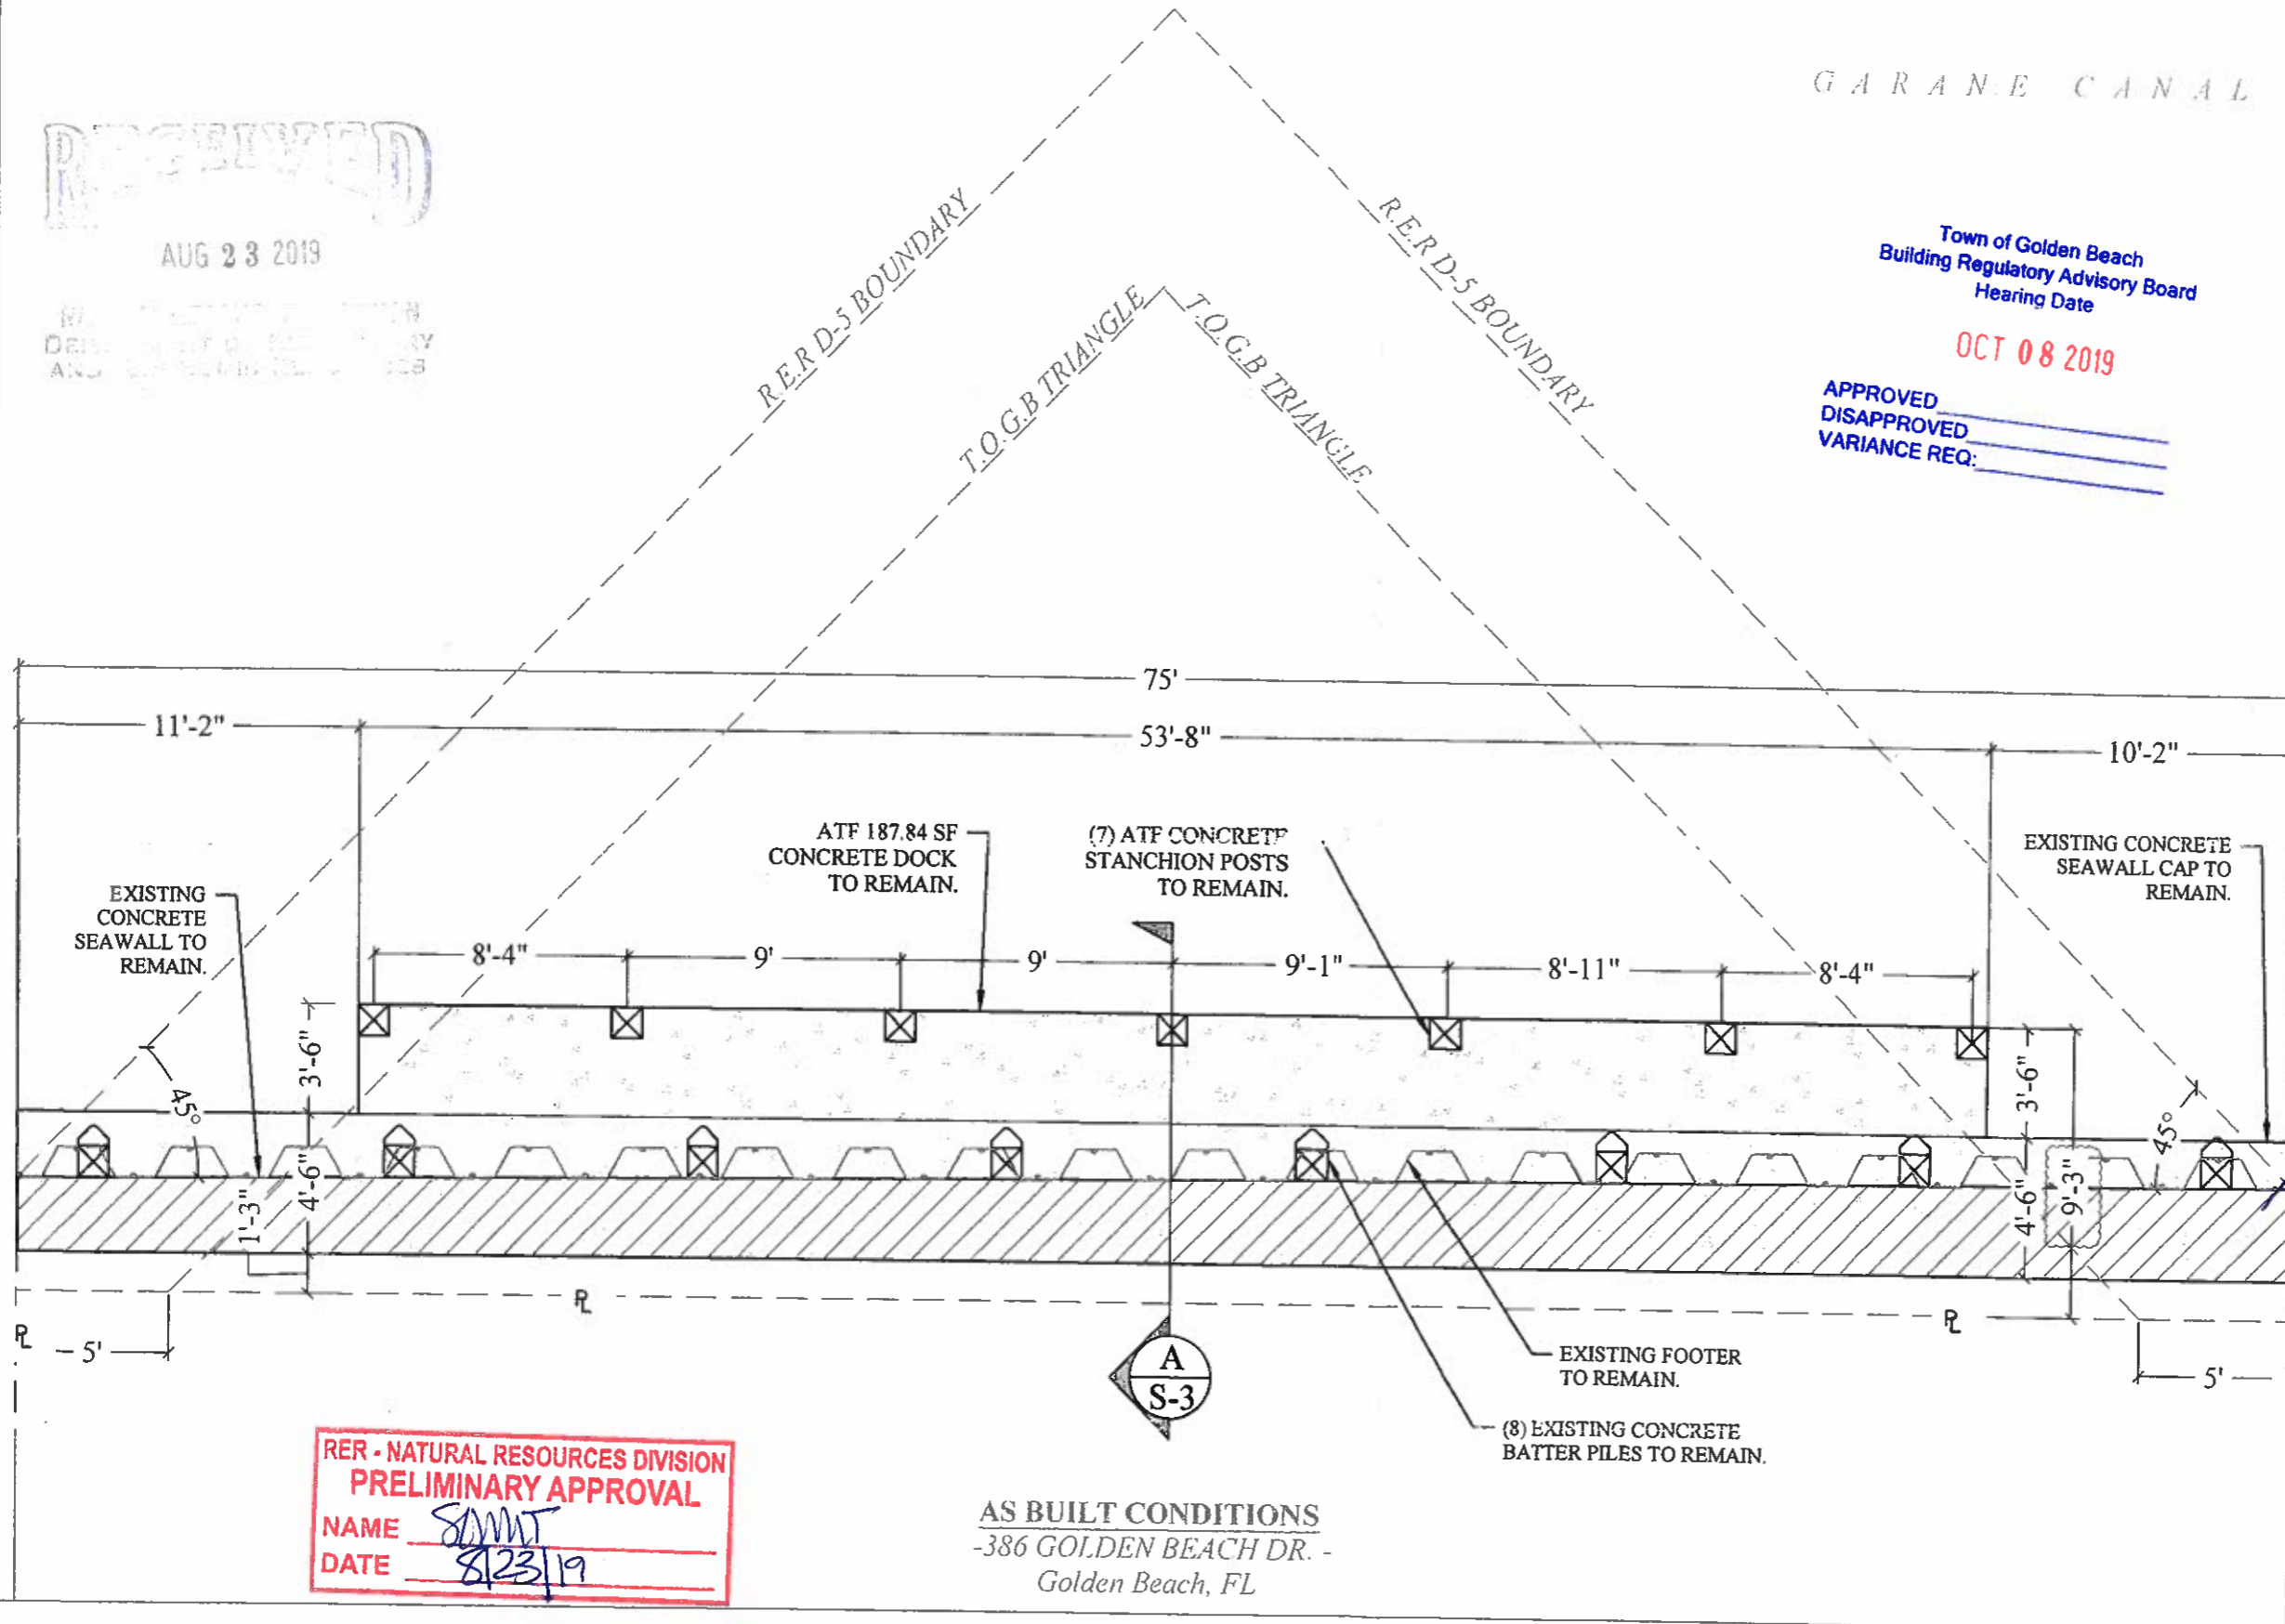 GARANE CANAL
RECEIVED
AUG 23 2019
Town of Golden Beach
Building Regulatory Advisory Board
Hearing Date
OCT 08 2019
APPROVED
DISAPPROVED
VARIANCE REQ:
R.E.R D-5 BOUNDARY
T.O.G.B TRIANGLE
T.O.G.B TRIANGLE
R.E.R D-5 BOUNDARY
75'
11'-2"
53'-8"
10'-2"
ATF 187.84 SF
CONCRETE DOCK
TO REMAIN.
(7) ATF CONCRETE
STANCHION POSTS
TO REMAIN.
EXISTING CONCRETE
SEAWALL CAP TO
REMAIN.
EXISTING
CONCRETE
SEAWALL TO
REMAIN.
8'-4"
9'
9'
9'-1"
8'-11"
8'-4"
3'-6"
45°
4'-6"
1'-3"
3'-6"
45°
4'-6"
9'-3"
PL
PL
PL
5'
5'
A
S-3
EXISTING FOOTER
TO REMAIN.
(8) EXISTING CONCRETE
BATTER PILES TO REMAIN.
RER - NATURAL RESOURCES DIVISION
PRELIMINARY APPROVAL
NAME
DATE 8/23/19
AS BUILT CONDITIONS
-386 GOLDEN BEACH DR. -
Golden Beach, FL